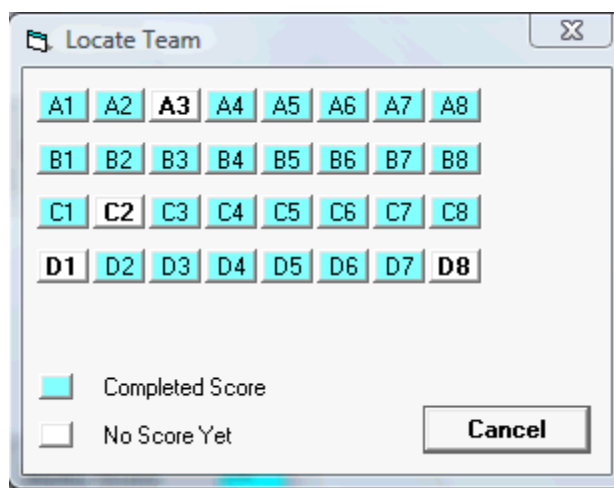 Locate Team
A1 A2 A3 A4 A5 A6 A7 A8
B1 B2 B3 B4 B5 B6 B7 B8
C1 C2 C3 C4 C5 C6 C7 C8
D1 D2 D3 D4 D5 D6 D7 D8
Completed Score
No Score Yet
Cancel